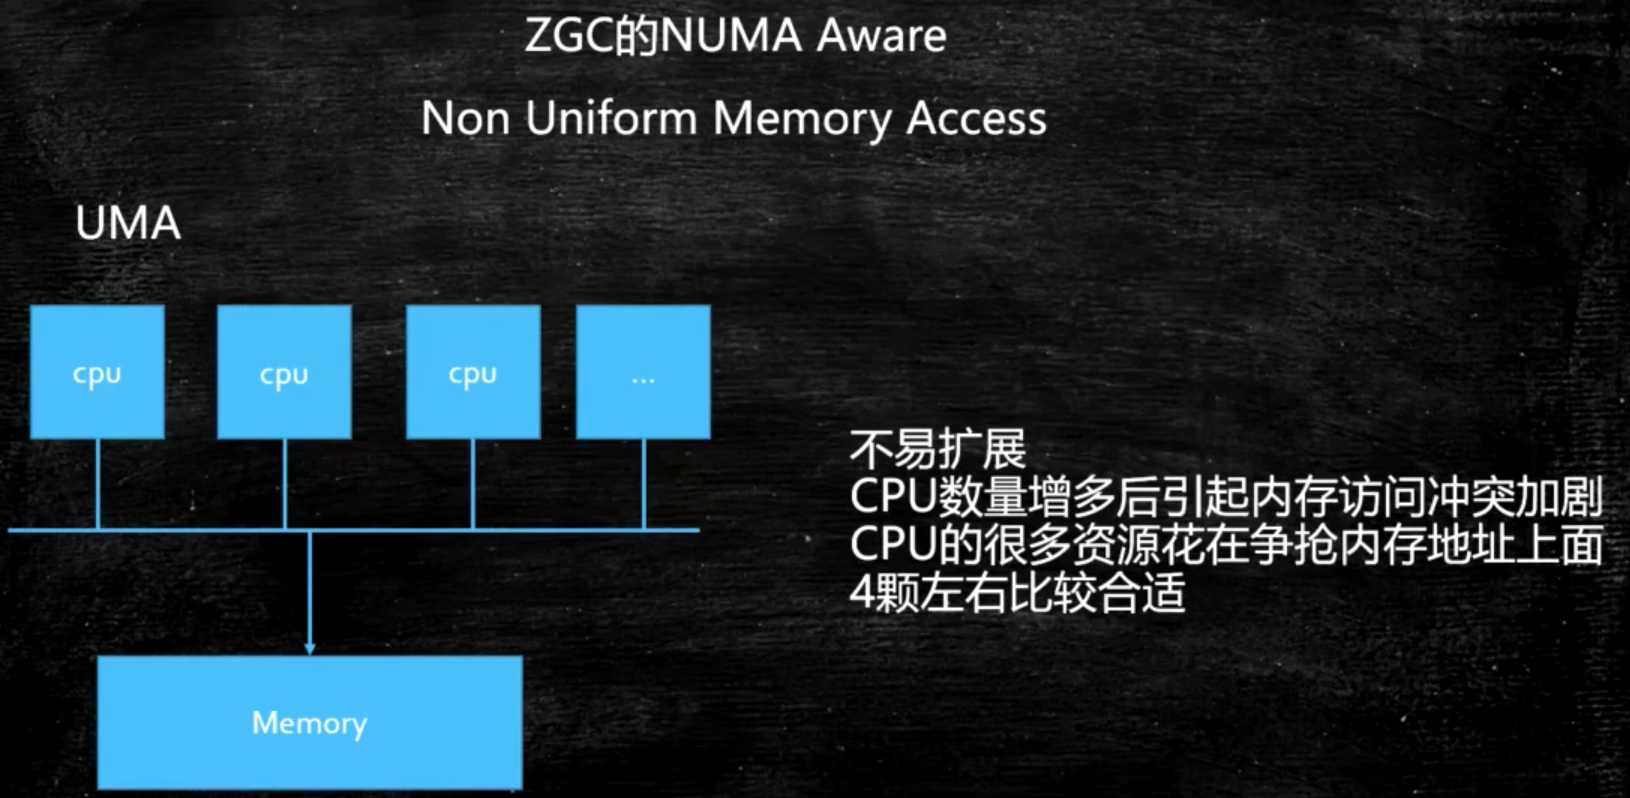 ZGC的NUMA Aware
Non Uniform Memory Access
UMA
cpu
cpu
cpu
...
不易扩展
CPU数量增多后引起内存访问冲突加剧
CPU的很多资源花在争抢内存地址上面
4颗左右比较合适
Memory